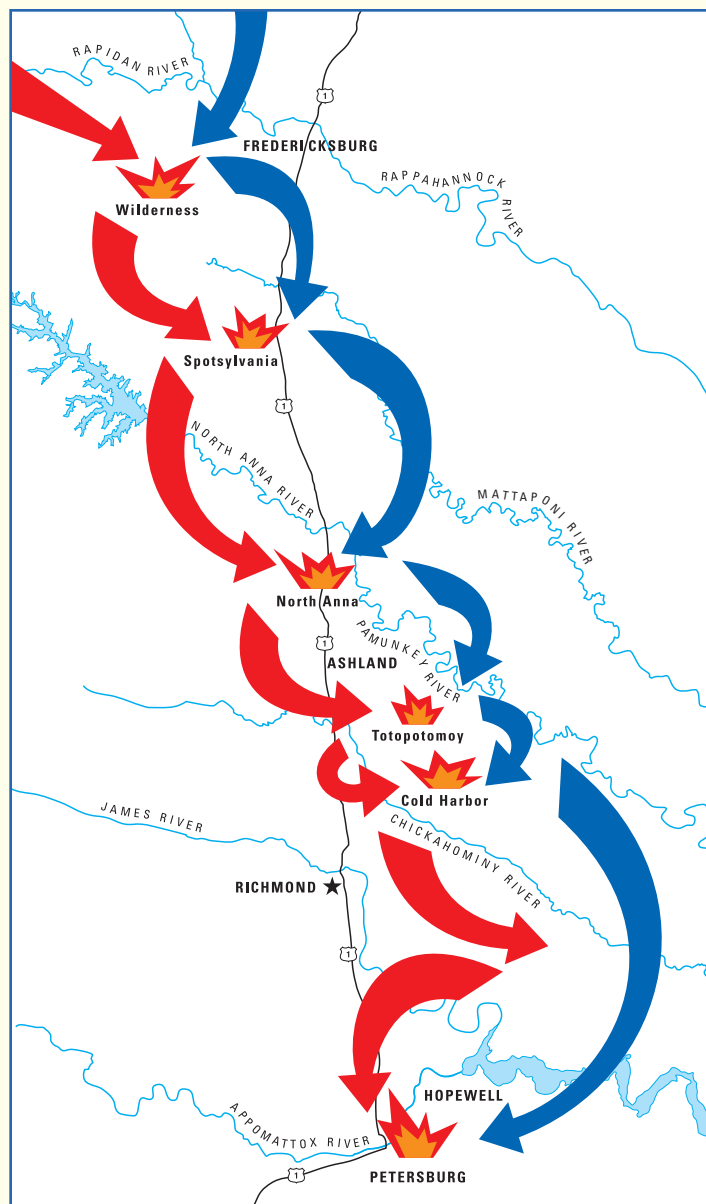 RAPIDAN RIVER
1
FREDERICKSBURG
RAPPAHANNOCK RIVER
Wilderness
Spotsylvania
1
NORTH ANNA RIVER
MATTAPONI RIVER
North Anna
PAMUNKEY RIVER
1
ASHLAND
Totopotomoy
Cold Harbor
JAMES RIVER
CHICKAHOMINY RIVER
RICHMOND
1
HOPEWELL
APPOMATTOX RIVER
PETERSBURG
1